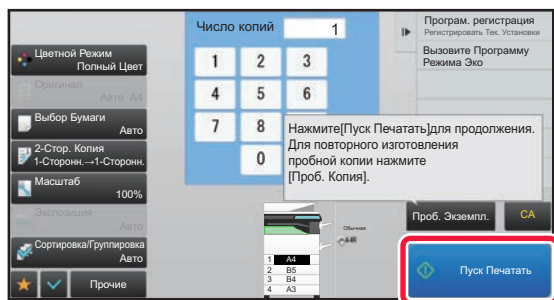 Число копий 1
Програм. регистрация
Регистрировать Тек. Установки
Вызовите Программу
Режима Эко
Цветной Режим
Полный Цвет
Оригинал
Авто A4
Выбор Бумаги
Авто
2-Стор. Копия
1-Сторонн.→1-Сторонн.
Масштаб
100%
Экспозиция
Авто
Сортировка/Группировка
Авто
Прочие
1 2 3
4 5 6
7 8
0
Нажмите[Пуск Печатать]для продолжения.
Для повторного изготовления
пробной копии нажмите
[Проб. Копия].
Обычная
A4R
1 A4
2 B5
3 B4
4 A3
Проб. Экземпл.
CA
Пуск Печатать